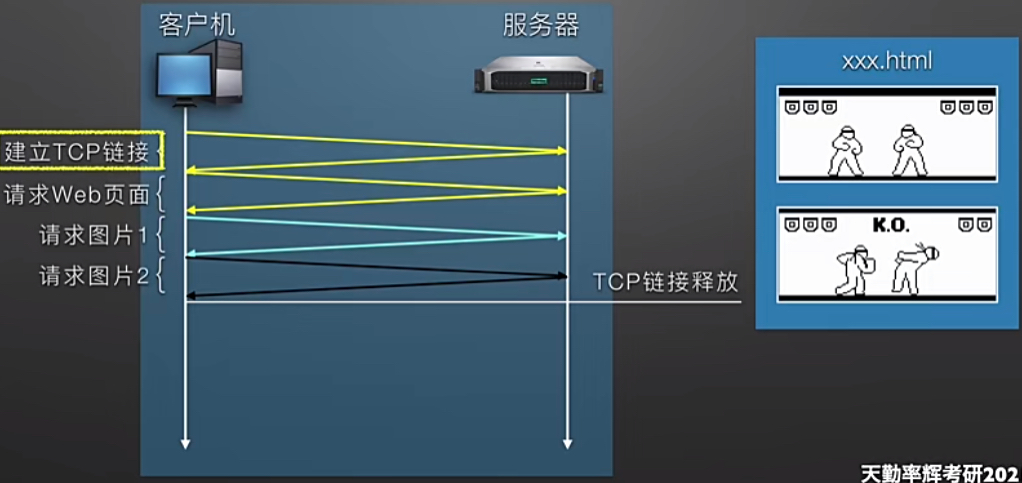 客户机
服务器
xxx.html
建立TCP链接
请求Web页面
请求图片1
K.O.
请求图片2
TCP链接释放
天勤率辉考研202